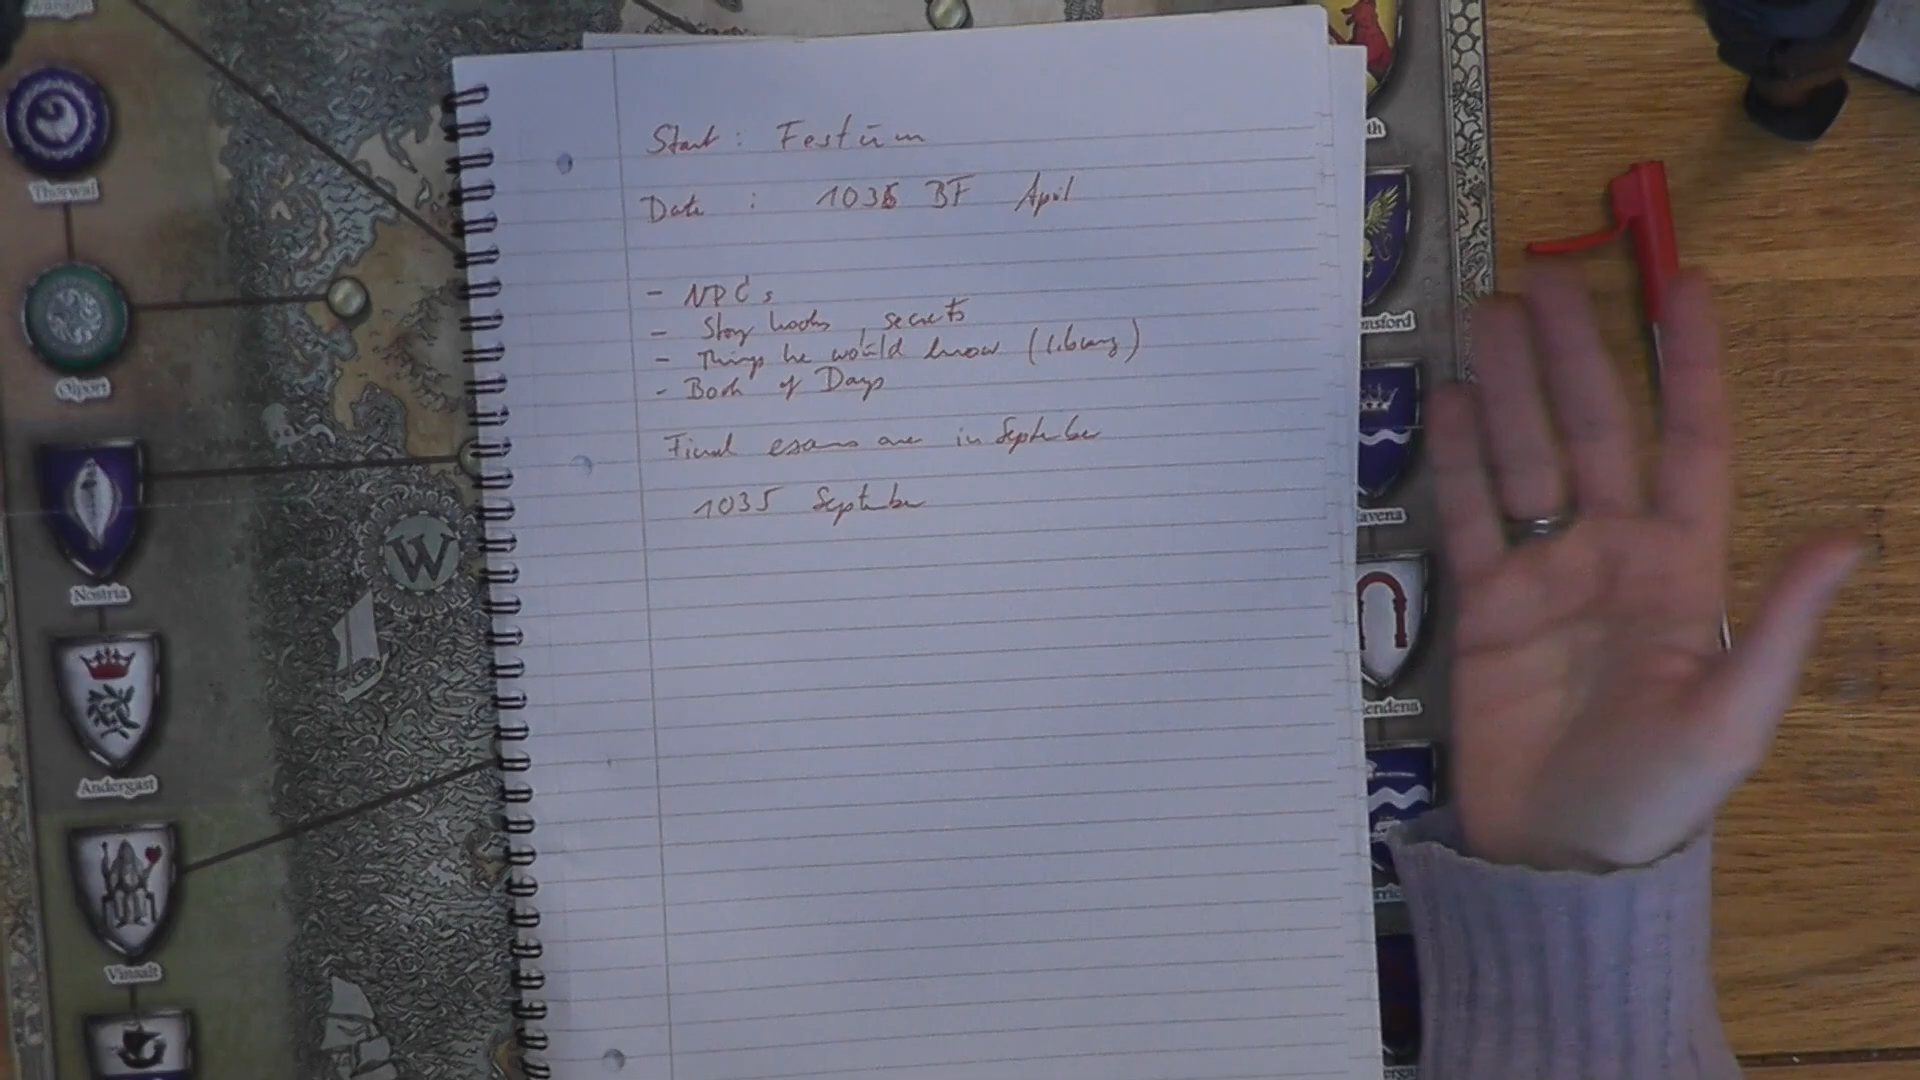 Start : Festum
Date : 1036 BF April
- NPCs
- Story hooks, secrets
- Things he would know (library)
- Book of Days
Final exams are in September
1035 September
Thorwal
Olport
Nostria
Andergast
Vinsalt
W